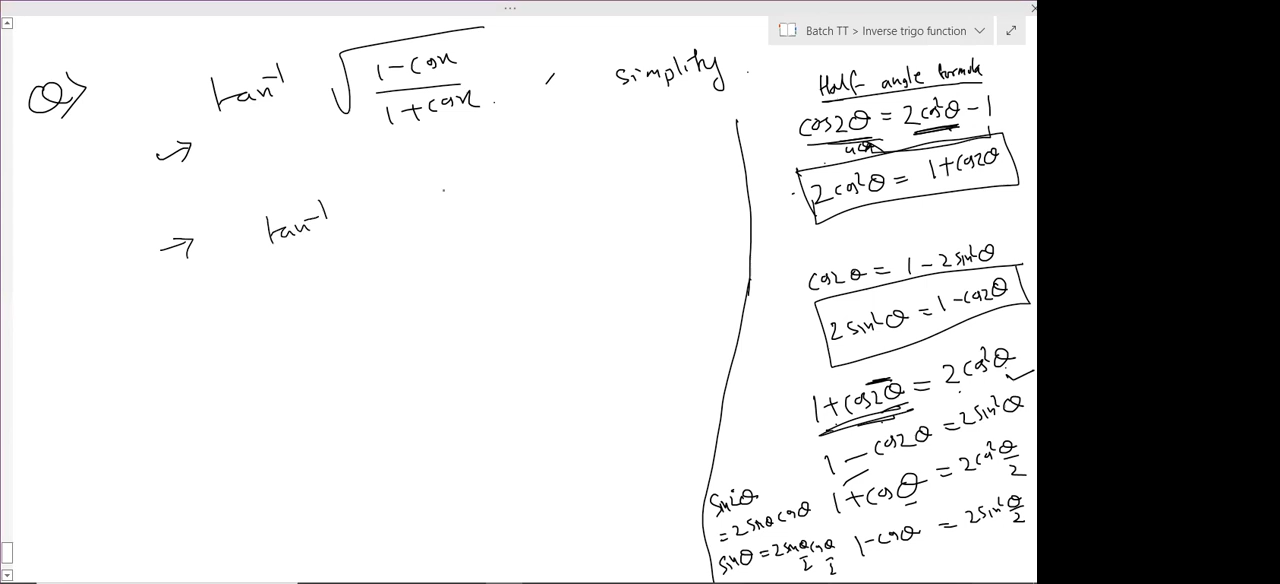 Batch TT > Inverse trigo function
Q) tan⁻¹ √((1-cosx)/(1+cosx)) , simplify.
→ tan⁻¹
Half angle formula
cos2θ = 2cos²θ - 1
2cos²θ = 1+cos2θ
cos2θ = 1 - 2sin²θ
2sin²θ = 1-cos2θ
1+cos2θ = 2cos²θ
1-cos2θ = 2sin²θ
1+cosθ = 2cos²θ/2
1-cosθ = 2sin²θ/2
sin2θ
= 2sinθcosθ
sinθ = 2sinθ/2 cosθ/2